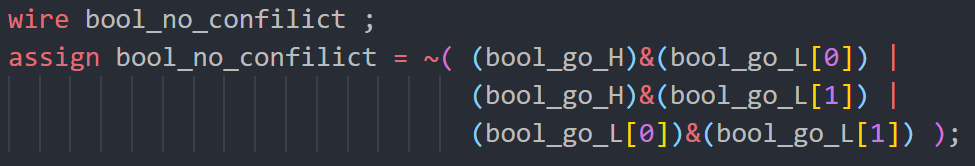 wire bool_no_confilict ;
assign bool_no_confilict = ~( (bool_go_H)&(bool_go_L[0]) |
(bool_go_H)&(bool_go_L[1]) |
(bool_go_L[0])&(bool_go_L[1]) );